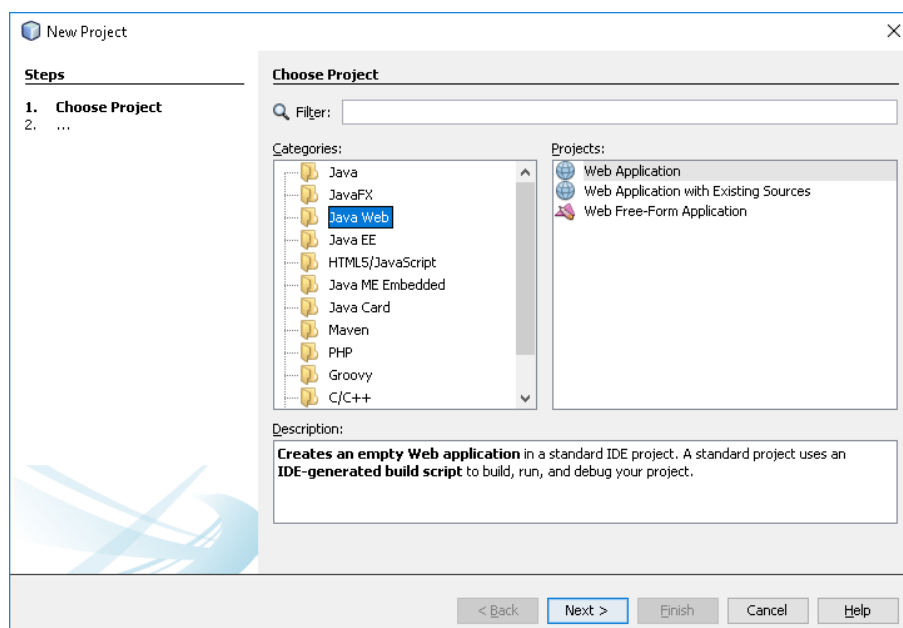 New Project
Steps
1. Choose Project
2. ...
Choose Project
Filter:
Categories:
Java
JavaFX
Java Web
Java EE
HTML5/JavaScript
Java ME Embedded
Java Card
Maven
PHP
Groovy
C/C++
Projects:
Web Application
Web Application with Existing Sources
Web Free-Form Application
Description:
Creates an empty Web application in a standard IDE project. A standard project uses an
IDE-generated build script to build, run, and debug your project.
< Back Next > Finish Cancel Help